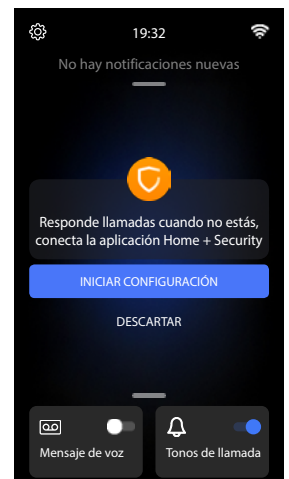 19:32
No hay notificaciones nuevas
Responde llamadas cuando no estás,
conecta la aplicación Home + Security
INICIAR CONFIGURACIÓN
DESCARTAR
Mensaje de voz
Tonos de llamada